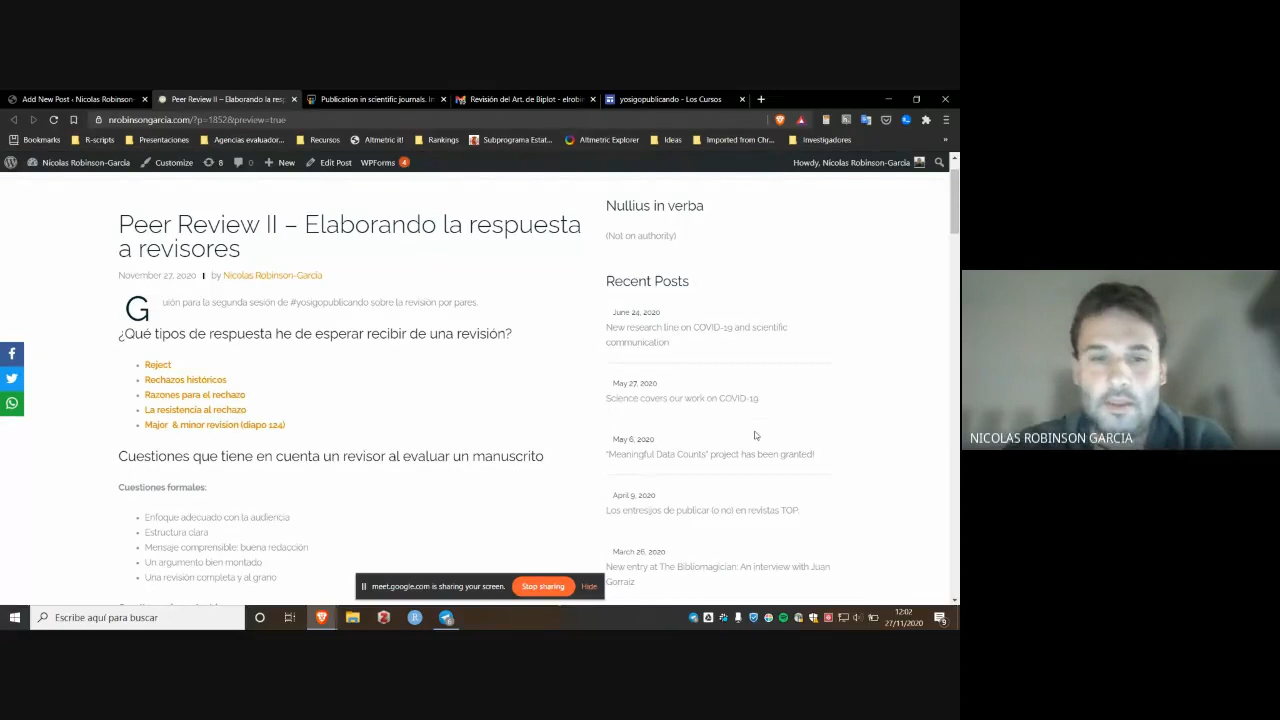 Add New Post ‹ Nicolas Robinson-
Peer Review II – Elaborando la resp
Publication in scientific journals. In
Revisión del Art. de Biplot - elrobin
yosigopublicando - Los Cursos
nrobinsongarcia.com/?p=1852&preview=true
Bookmarks
R-scripts
Presentaciones
Agencias evaluador...
Recursos
Altmetric it!
Rankings
Subprograma Estat...
Altmetric Explorer
Ideas
Imported from Chr...
Investigadores
Nicolas Robinson-Garcia
Customize
8
0
New
Edit Post
WPForms 4
Howdy, Nicolas Robinson-Garcia
Peer Review II – Elaborando la respuesta
a revisores
November 27, 2020
by Nicolas Robinson-Garcia
Guión para la segunda sesión de #yosigopublicando sobre la revisión por pares.
¿Qué tipos de respuesta he de esperar recibir de una revisión?
Reject
Rechazos históricos
Razones para el rechazo
La resistencia al rechazo
Major & minor revision (diapo 124)
Cuestiones que tiene en cuenta un revisor al evaluar un manuscrito
Cuestiones formales:
Enfoque adecuado con la audiencia
Estructura clara
Mensaje comprensible: buena redacción
Un argumento bien montado
Una revisión completa y al grano
Nullius in verba
(Not on authority)
Recent Posts
June 24, 2020
New research line on COVID-19 and scientific
communication
May 27, 2020
Science covers our work on COVID-19
May 6, 2020
"Meaningful Data Counts" project has been granted!
April 9, 2020
Los entresijos de publicar (o no) en revistas TOP
March 26, 2020
New entry at The Bibliomagician: An interview with Juan
Gorraiz
meet.google.com is sharing your screen.
Stop sharing
Hide
NICOLAS ROBINSON GARCIA
Escribe aquí para buscar
12:02
27/11/2020
9